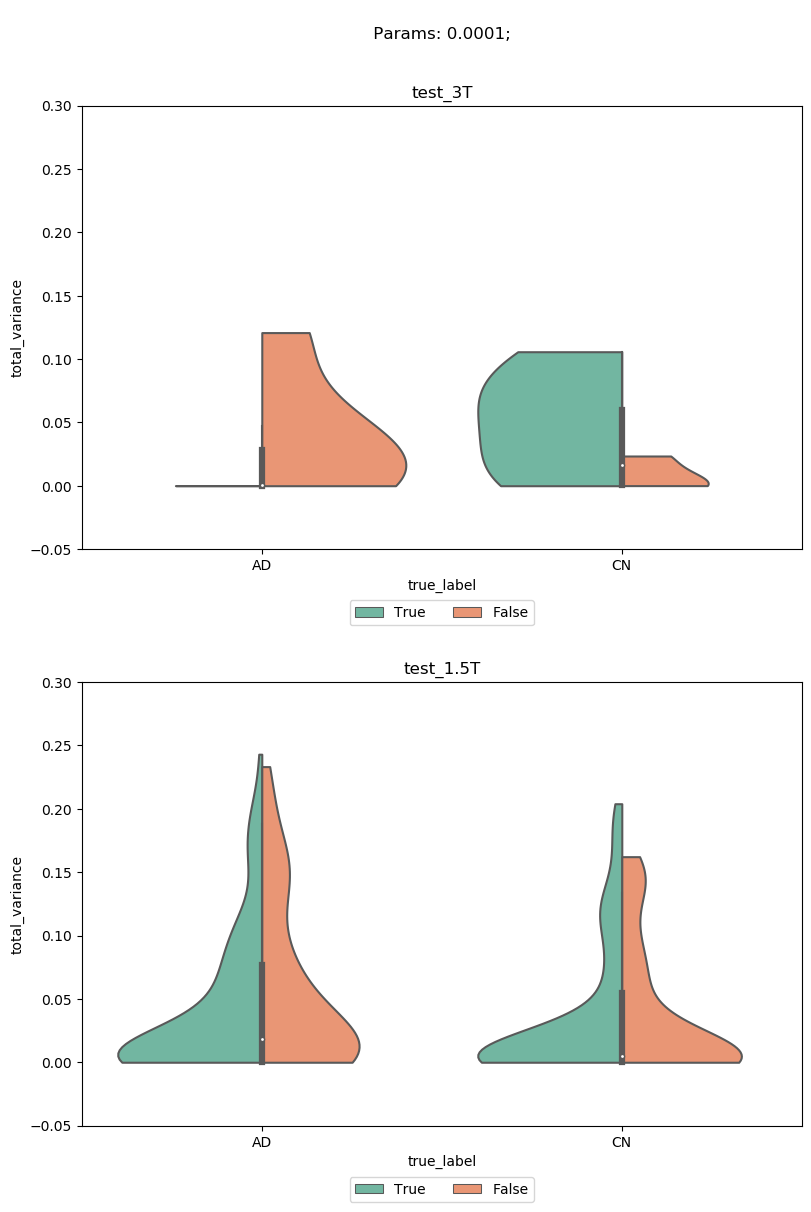 Params: 0.0001;
test_3T
0.30
0.25
0.20
0.15
0.10
0.05
0.00
−0.05
total_variance
AD CN
true_label
True False
test_1.5T
0.30
0.25
0.20
0.15
0.10
0.05
0.00
−0.05
total_variance
AD CN
true_label
True False